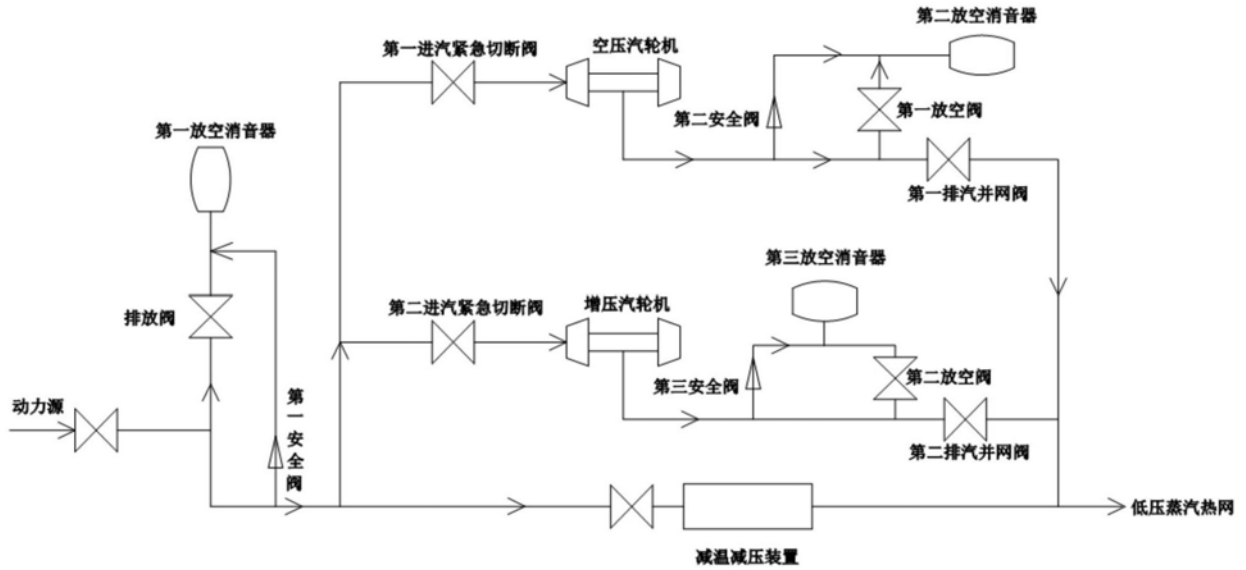 第二放空消音器
第一进汽紧急切断阀
空压汽轮机
第二安全阀
第一放空阀
第一放空消音器
第一排汽并网阀
第三放空消音器
第二进汽紧急切断阀
增压汽轮机
排放阀
第三安全阀
第二放空阀
动力源
第一安全阀
第二排汽并网阀
低压蒸汽热网
减温减压装置